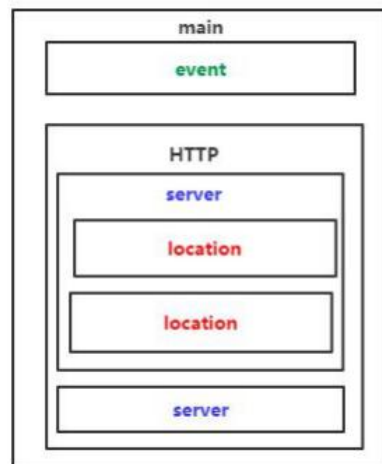 main
event
HTTP
server
location
location
server